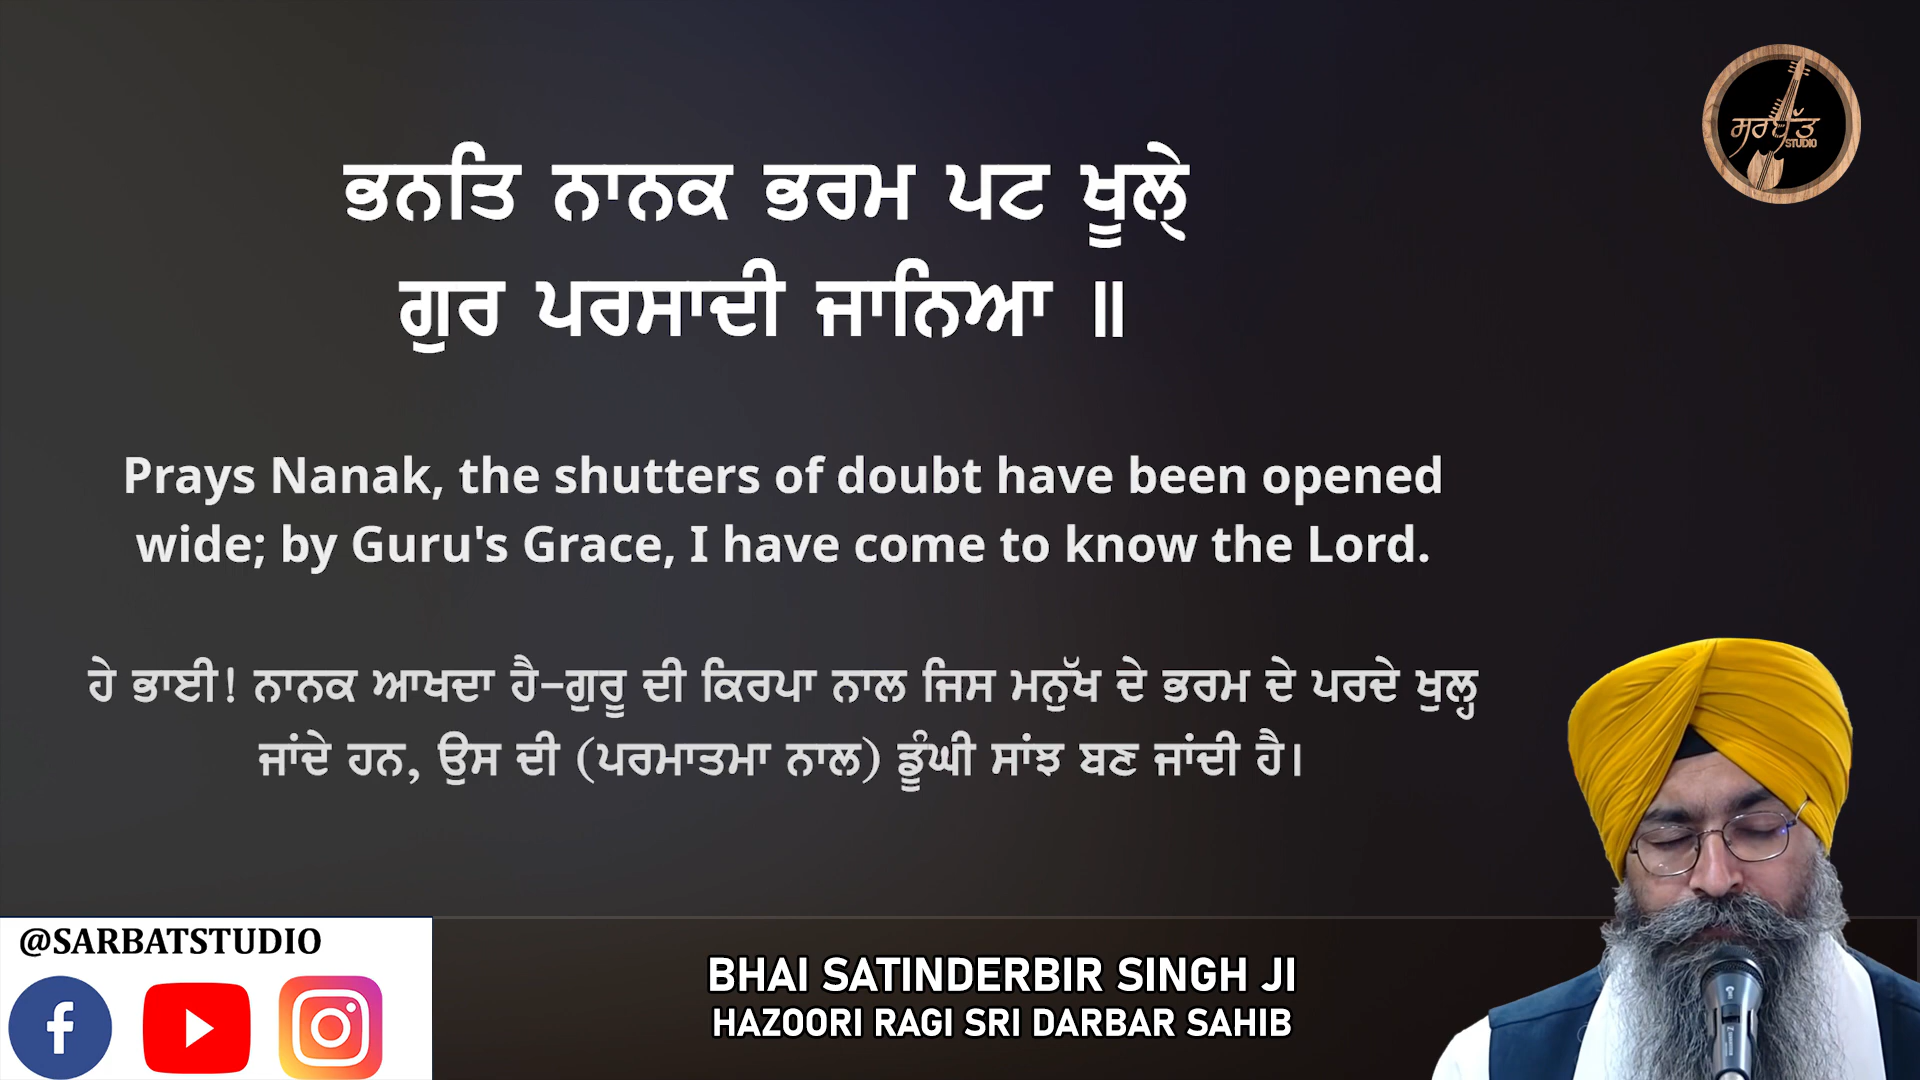 ਸਰਬੱਤ
STUDIO
ਭਨਤਿ ਨਾਨਕ ਭਰਮ ਪਟ ਖੂਲੇ੍
ਗੁਰ ਪਰਸਾਦੀ ਜਾਨਿਆ ॥
Prays Nanak, the shutters of doubt have been opened
wide; by Guru's Grace, I have come to know the Lord.
ਹੇ ਭਾਈ! ਨਾਨਕ ਆਖਦਾ ਹੈ-ਗੁਰੂ ਦੀ ਕਿਰਪਾ ਨਾਲ ਜਿਸ ਮਨੁੱਖ ਦੇ ਭਰਮ ਦੇ ਪਰਦੇ ਖੁਲ੍ਹ
ਜਾਂਦੇ ਹਨ, ਉਸ ਦੀ (ਪਰਮਾਤਮਾ ਨਾਲ) ਡੂੰਘੀ ਸਾਂਝ ਬਣ ਜਾਂਦੀ ਹੈ।
@SARBATSTUDIO
BHAI SATINDERBIR SINGH JI
HAZOORI RAGI SRI DARBAR SAHIB